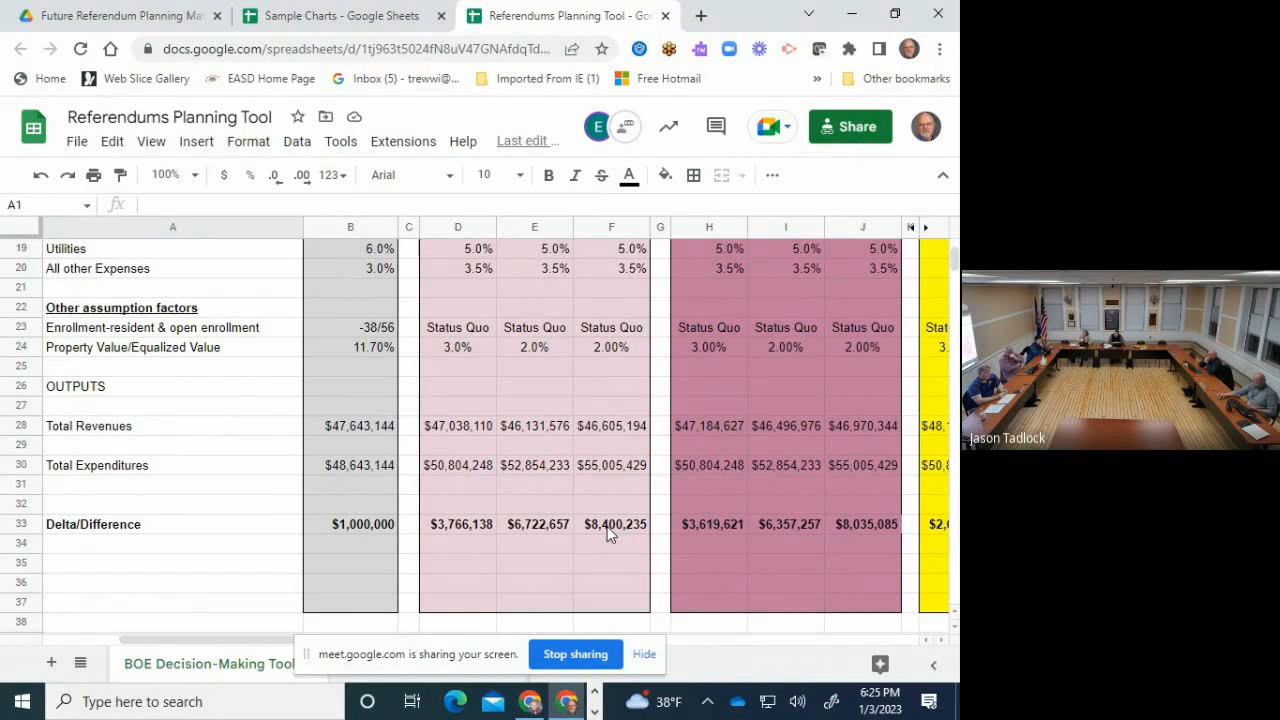 Future Referendum Planning Ma
Sample Charts - Google Sheets
Referendums Planning Tool - Go
docs.google.com/spreadsheets/d/1tj963t5024fN8uV47GNAfdqTd...
Home Web Slice Gallery EASD Home Page Inbox (5) - trewwi@... Imported From IE (1) Free Hotmail » Other bookmarks
Referendums Planning Tool
E
Share
File Edit View Insert Format Data Tools Extensions Help Last edit ...
100% $ % .0 .00 123 Arial 10 B I S A
A1 fx
A B C D E F G H I J K
19 Utilities 6.0% 5.0% 5.0% 5.0% 5.0% 5.0% 5.0%
20 All other Expenses 3.0% 3.5% 3.5% 3.5% 3.5% 3.5% 3.5%
21
22 Other assumption factors
23 Enrollment-resident & open enrollment -38/56 Status Quo Status Quo Status Quo Status Quo Status Quo Status Quo Stat
24 Property Value/Equalized Value 11.70% 3.0% 2.0% 2.00% 3.00% 2.00% 2.00% 3.
25
26 OUTPUTS
27
28 Total Revenues $47,643,144 $47,038,110 $46,131,576 $46,605,194 $47,184,627 $46,496,976 $46,970,344 $48,
30 Total Expenditures $48,643,144 $50,804,248 $52,854,233 $55,005,429 $50,804,248 $52,854,233 $55,005,429 $50,8
31
32
33 Delta/Difference $1,000,000 $3,766,138 $6,722,657 $8,400,235 $3,619,621 $6,357,257 $8,035,085 $2,
34
35
36
37
38
Jason Tadlock
meet.google.com is sharing your screen. Stop sharing Hide
BOE Decision-Making Tool
Type here to search
38°F
6:25 PM
1/3/2023